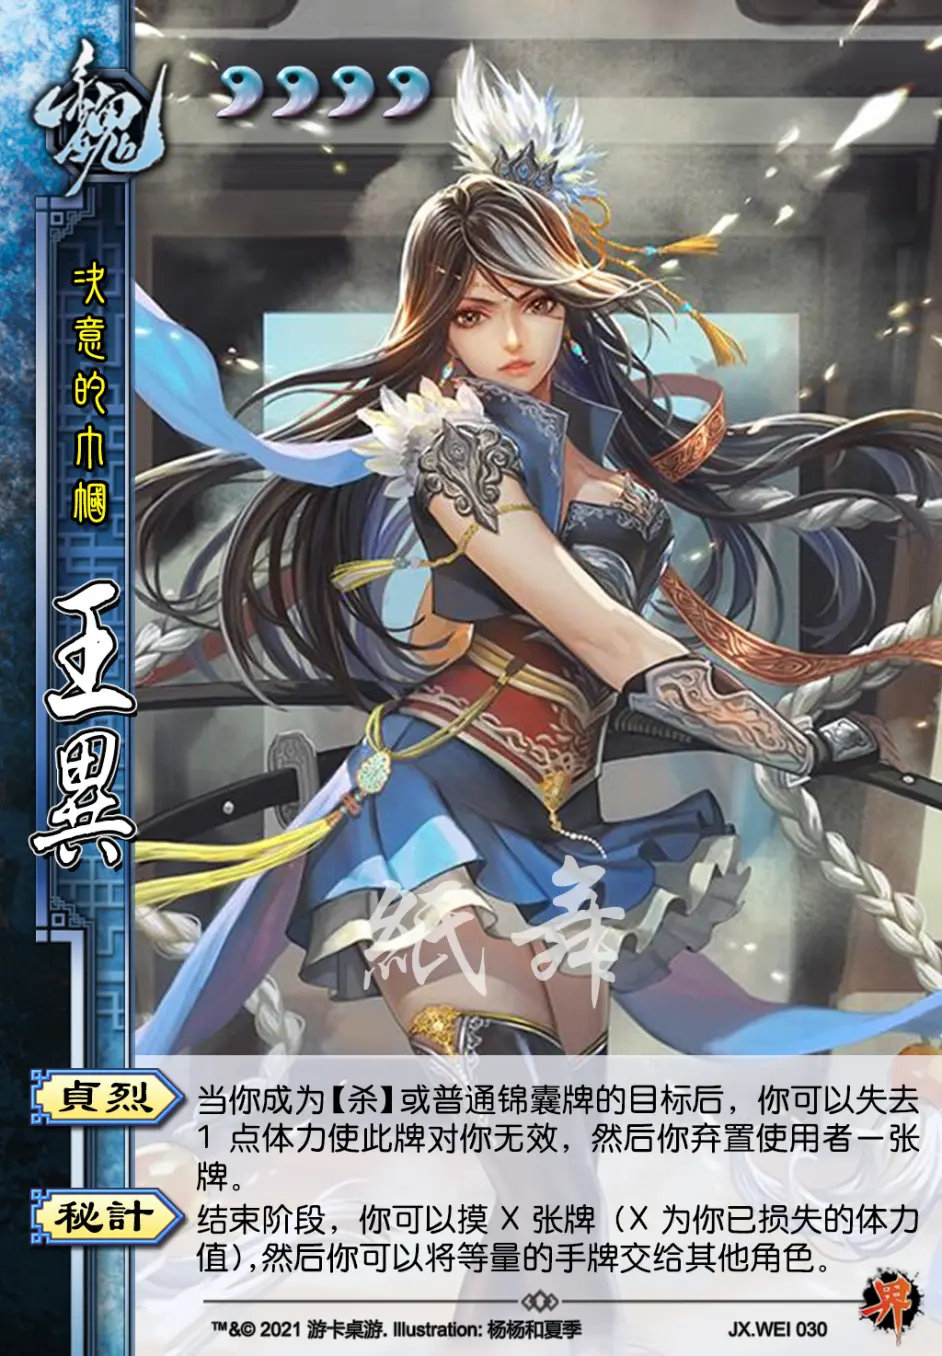 魏
决意的巾帼
王異
紙舞
貞烈
当你成为【杀】或普通锦囊牌的目标后，你可以失去
1 点体力使此牌对你无效，然后你弃置使用者一张
牌。
秘計
结束阶段，你可以摸 X 张牌（X 为你已损失的体力
值），然后你可以将等量的手牌交给其他角色。
™&© 2021 游卡桌游. Illustration: 杨杨和夏季
JX.WEI 030
界